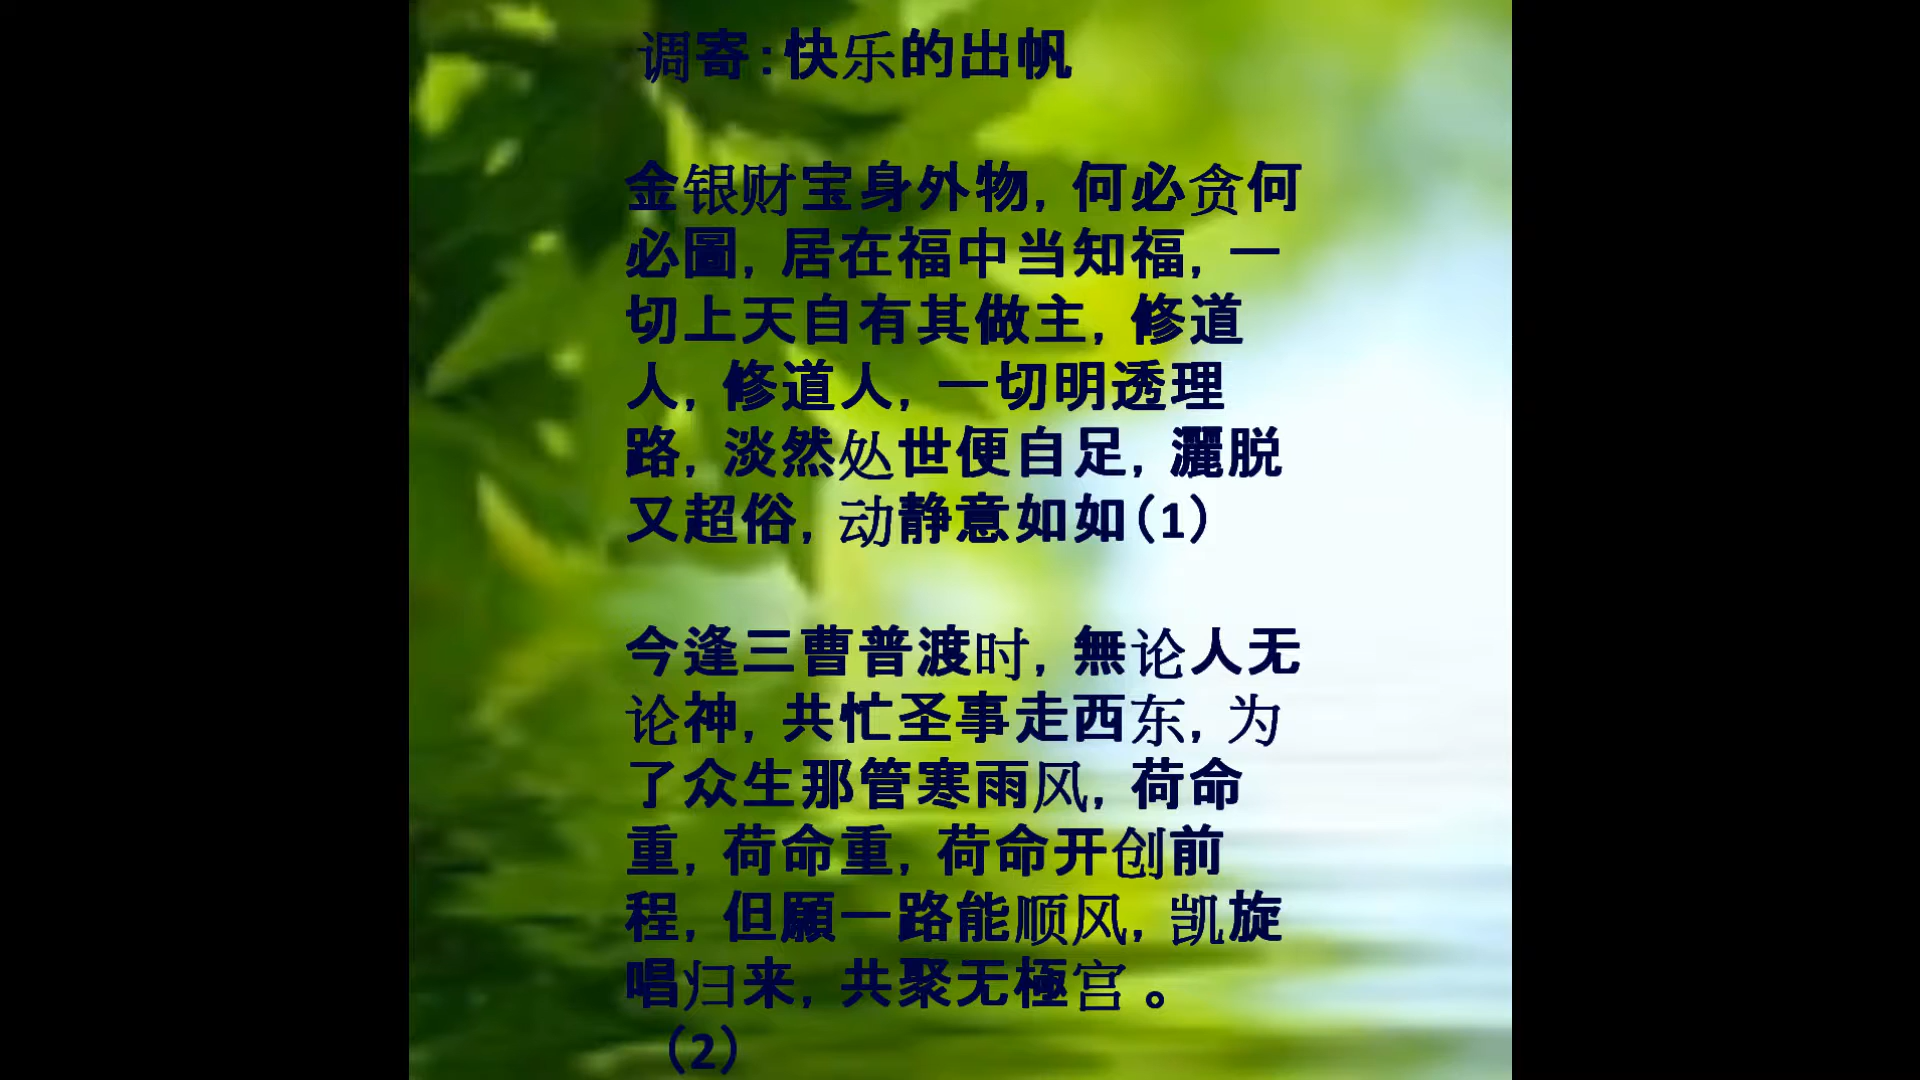 调寄:快乐的出帆
金银财宝身外物, 何必贪何
必圖, 居在福中当知福, 一
切上天自有其做主, 修道
人, 修道人, 一切明透理
路, 淡然处世便自足, 灑脱
又超俗, 动静意如如(1)
今逢三曹普渡时, 無论人无
论神, 共忙圣事走西东, 为
了众生那管寒雨风, 荷命
重, 荷命重, 荷命开创前
程, 但願一路能顺风, 凯旋
唱归来, 共聚无極宫 。
(2)